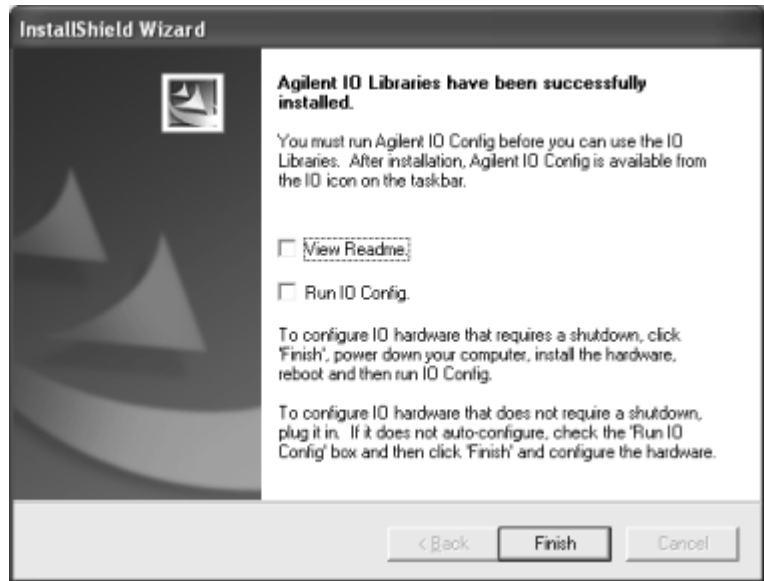 InstallShield Wizard
Agilent IO Libraries have been successfully
installed.
You must run Agilent IO Config before you can use the IO
Libraries. After installation, Agilent IO Config is available from
the IO icon on the taskbar.
View Readme.
Run IO Config.
To configure IO hardware that requires a shutdown, click
'Finish', power down your computer, install the hardware,
reboot and then run IO Config.
To configure IO hardware that does not require a shutdown,
plug it in. If it does not auto-configure, check the 'Run IO
Config' box and then click 'Finish' and configure the hardware.
< Back Finish Cancel